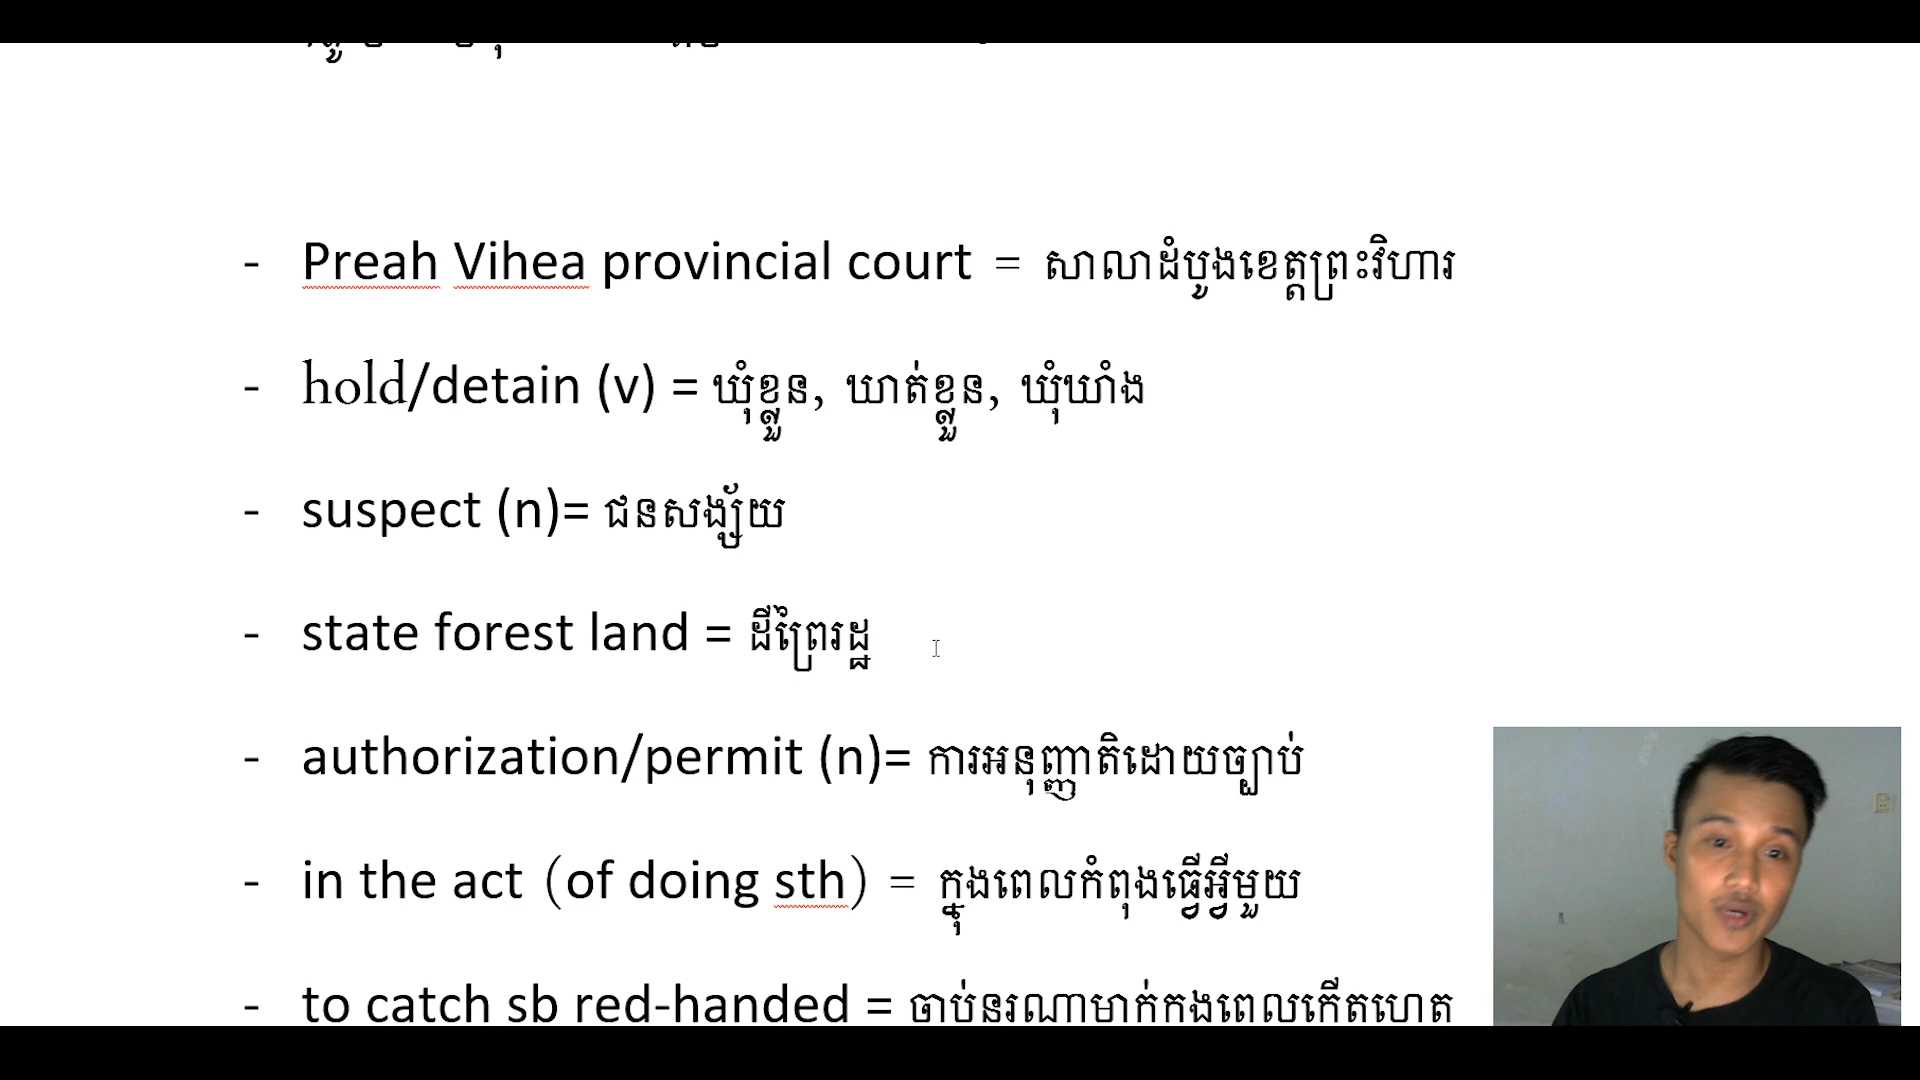 - Preah Vihea provincial court = សាលាដំបូងខេត្តព្រះវិហារ
- hold/detain (v) = ឃុំខ្លួន, ឃាត់ខ្លួន, ឃុំឃាំង
- suspect (n)= ជនសង្ស័យ
- state forest land = ដីព្រៃរដ្ឋ
- authorization/permit (n)= ការអនុញ្ញាតិដោយច្បាប់
- in the act (of doing sth) = ក្នុងពេលកំពុងធ្វើអ្វីមួយ
- to catch sb red-handed = ចាប់នរណាម្នាក់ក្នុងពេលកើតហេតុ